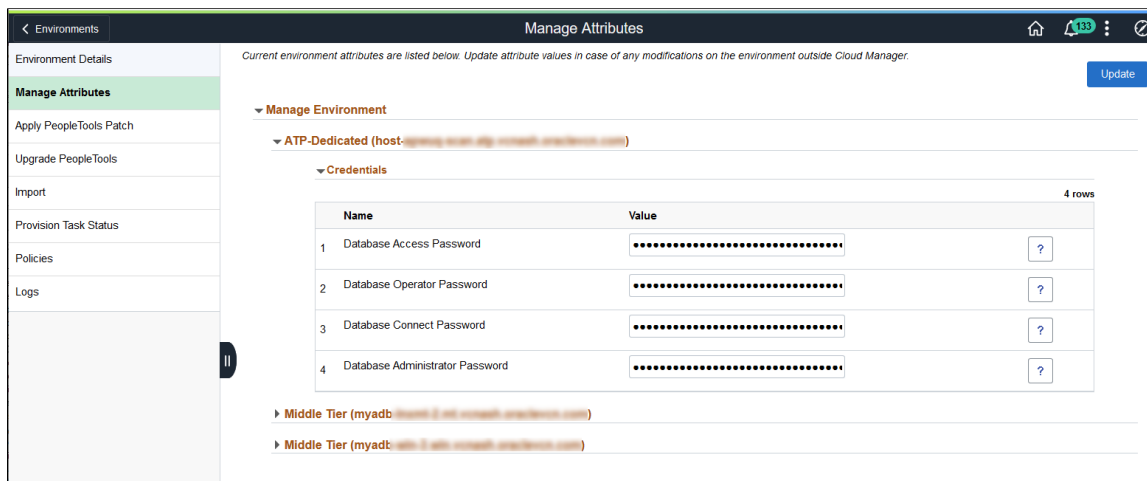 Environments
Manage Attributes
133
Environment Details
Manage Attributes
Apply PeopleTools Patch
Upgrade PeopleTools
Import
Provision Task Status
Policies
Logs
Current environment attributes are listed below. Update attribute values in case of any modifications on the environment outside Cloud Manager.
Update
Manage Environment
ATP-Dedicated (host- )
Credentials
4 rows
Name Value
1 Database Access Password ?
2 Database Operator Password ?
3 Database Connect Password ?
4 Database Administrator Password ?
Middle Tier (myadb )
Middle Tier (myadb )